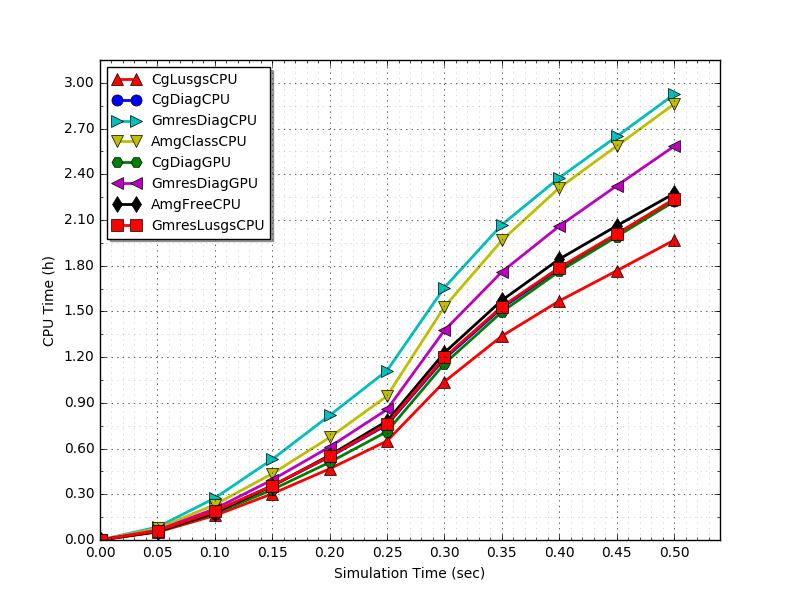 CgLusgsCPU
CgDiagCPU
GmresDiagCPU
AmgClassCPU
CgDiagGPU
GmresDiagGPU
AmgFreeCPU
GmresLusgsCPU
3.00
2.70
2.40
2.10
1.80
1.50
1.20
0.90
0.60
0.30
0.00
CPU Time (h)
0.00 0.05 0.10 0.15 0.20 0.25 0.30 0.35 0.40 0.45 0.50
Simulation Time (sec)